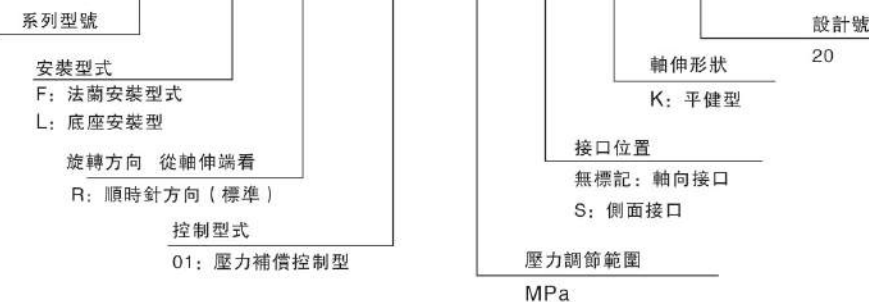 系列型號
安裝型式
F：法蘭安裝型式
L：底座安裝型
旋轉方向 從軸伸端看
R：順時針方向（標準）
控制型式
01：壓力補償控制型
設計號
20
軸伸形狀
K：平健型
接口位置
無標記：軸向接口
S：側面接口
壓力調節範圍
MPa